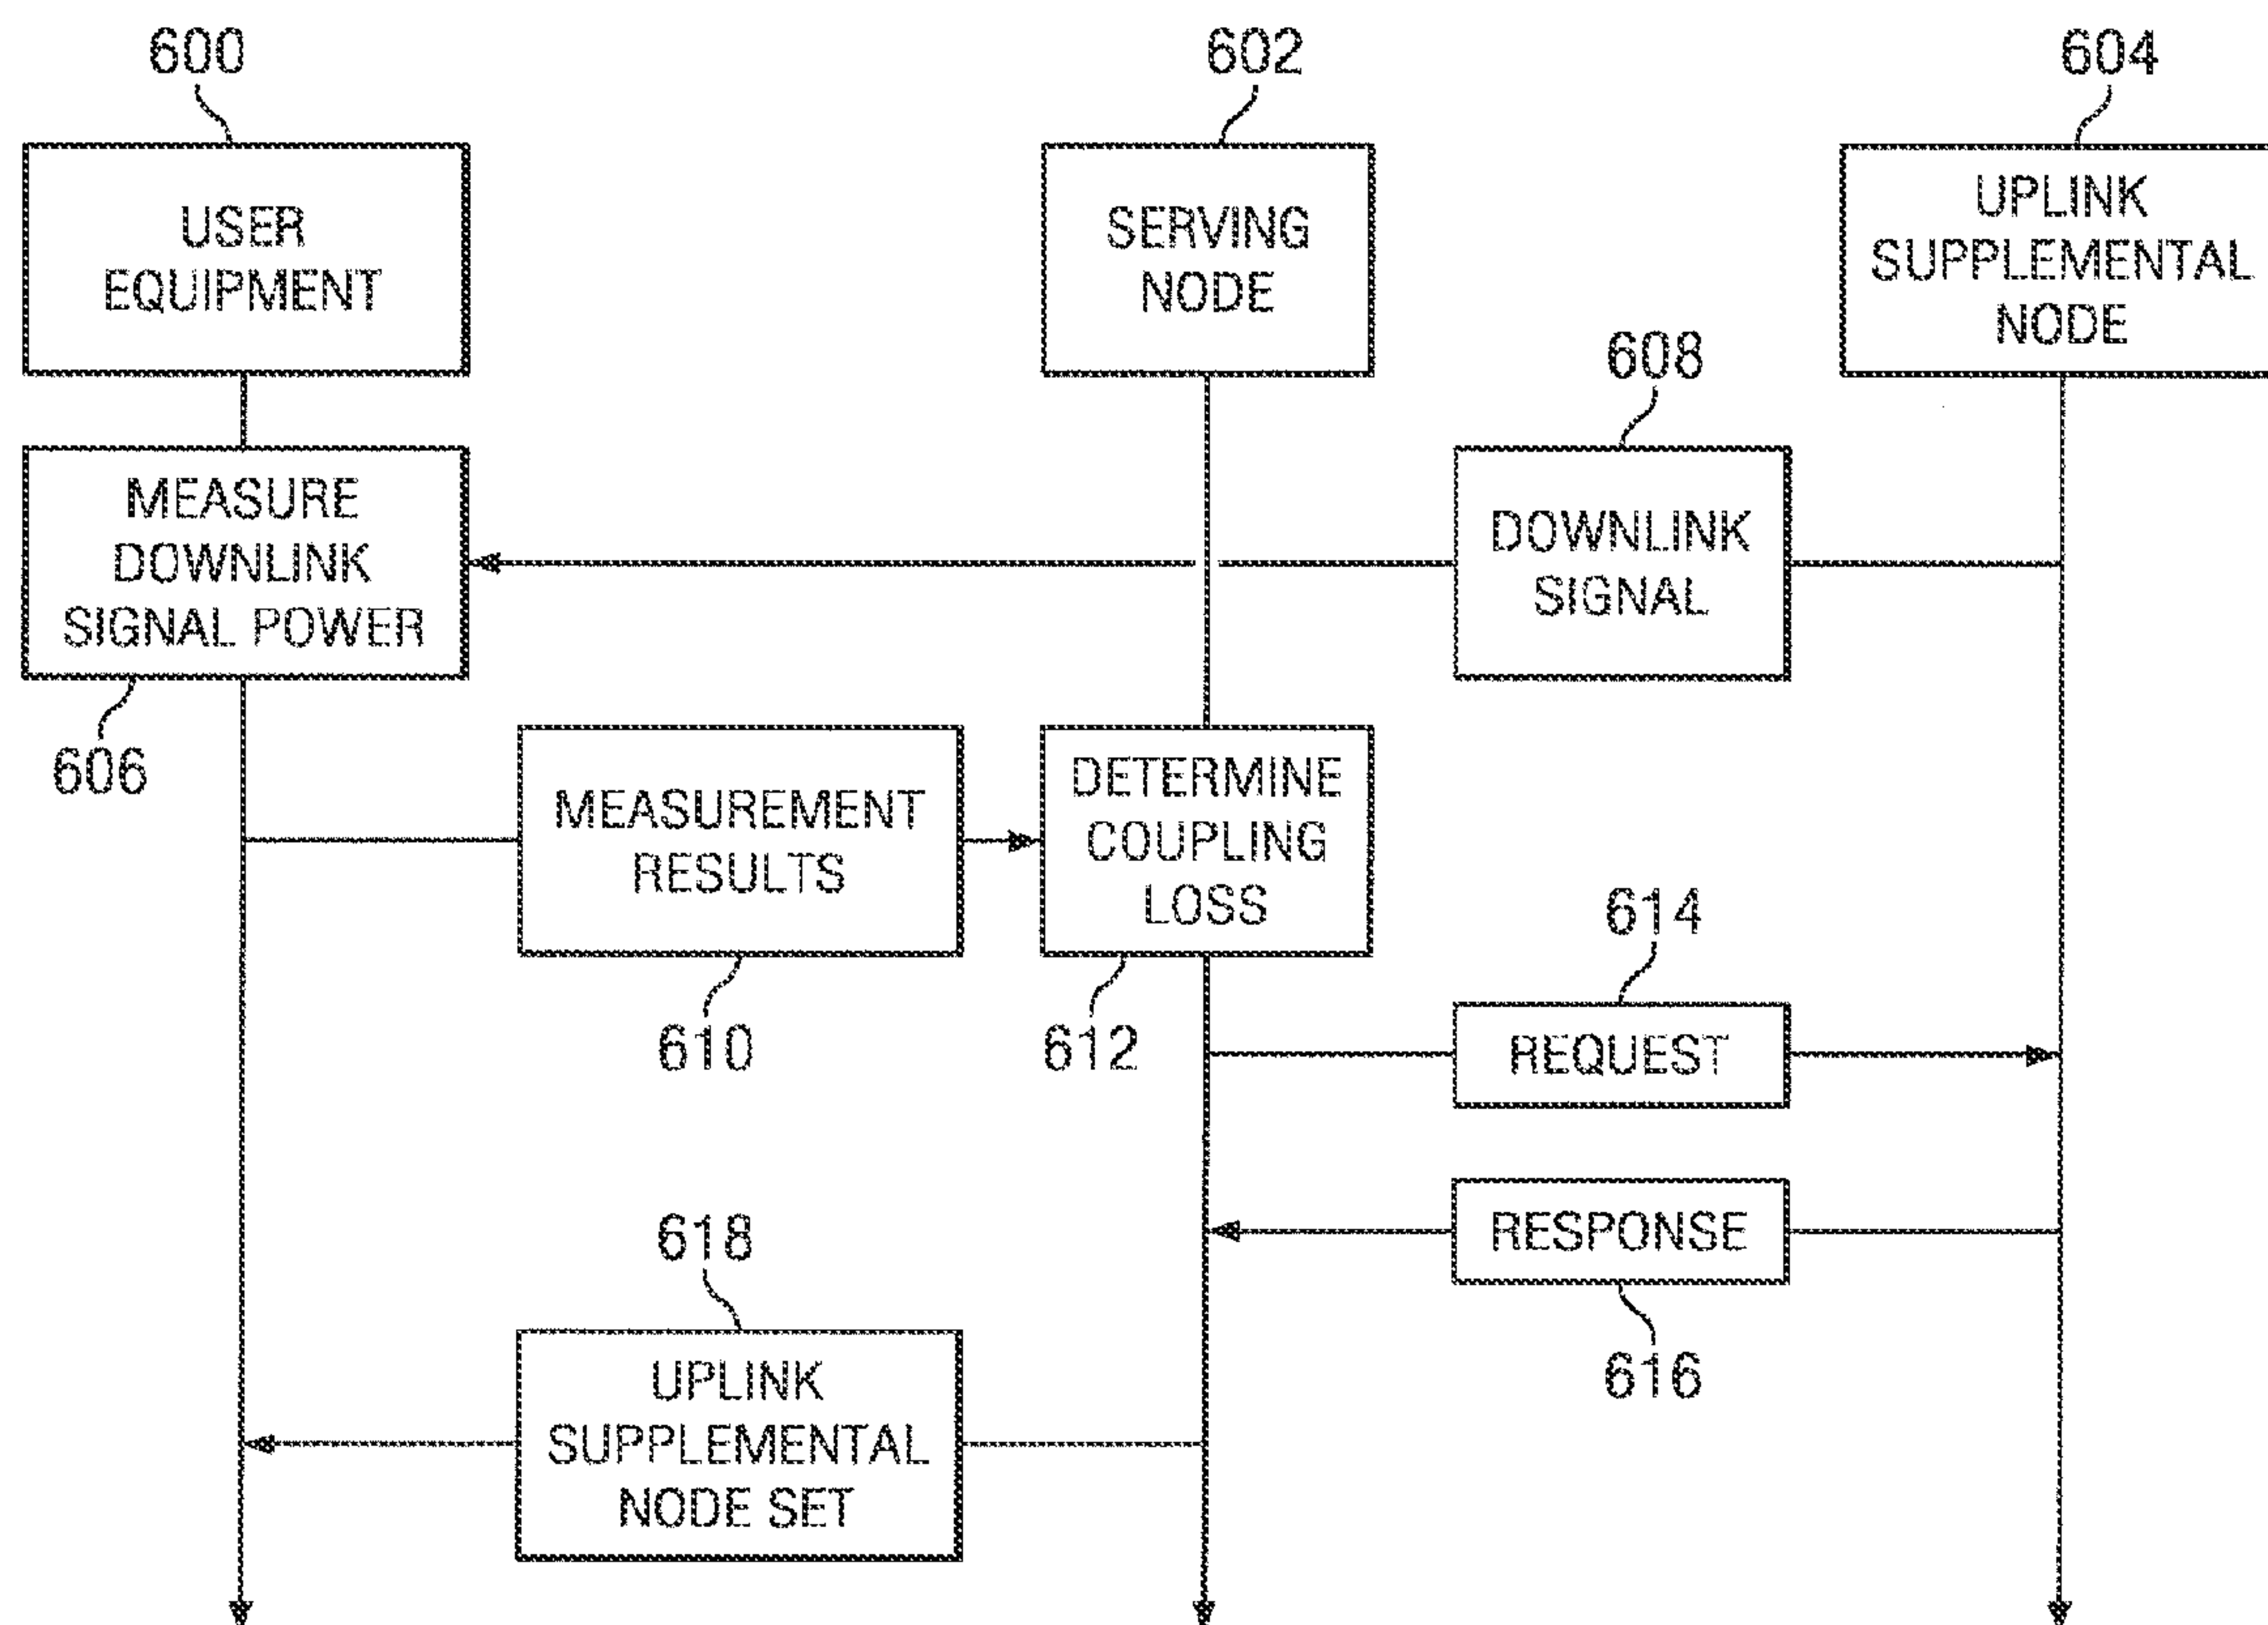 600
602
604
USER
EQUIPMENT
SERVING
NODE
UPLINK
SUPPLEMENTAL
NODE
608
MEASURE
DOWNLINK
SIGNAL POWER
DOWNLINK
SIGNAL
606
MEASUREMENT
RESULTS
DETERMINE
COUPLING
LOSS
610
612
614
REQUEST
RESPONSE
616
618
UPLINK
SUPPLEMENTAL
NODE SET